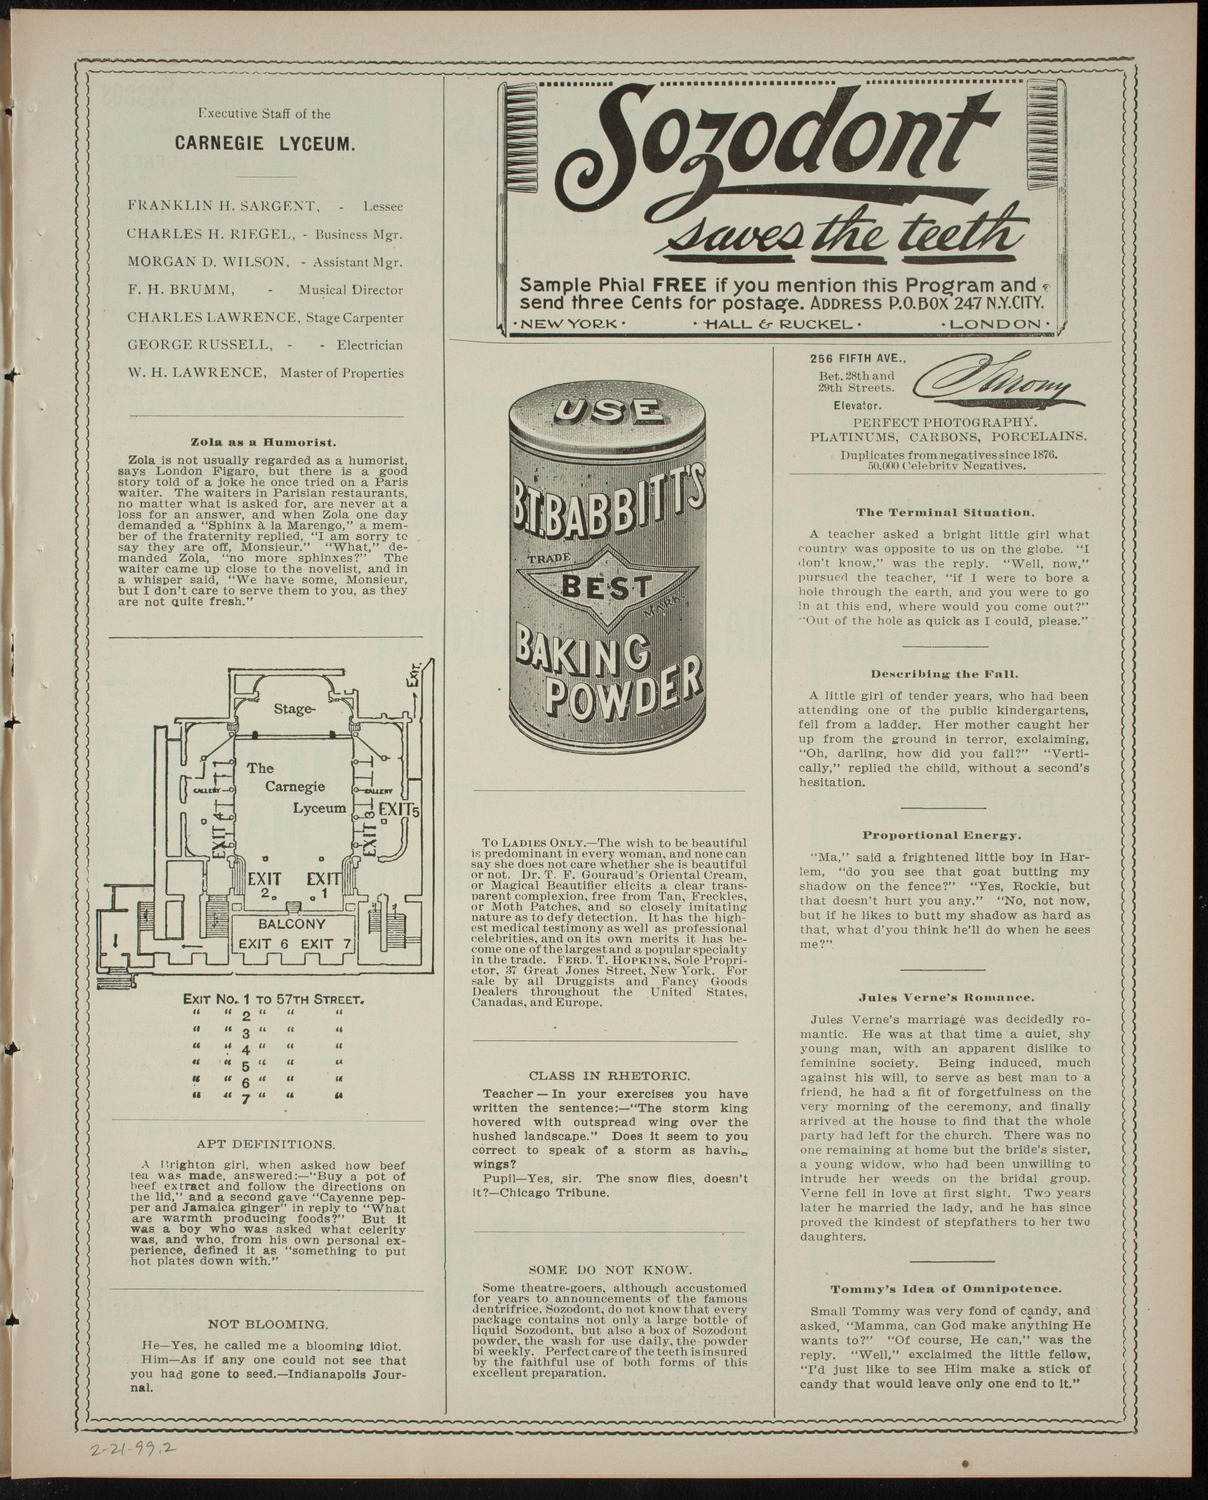 Executive Staff of the
CARNEGIE LYCEUM.
FRANKLIN H. SARGENT, - Lessee
CHARLES H. RIEGEL, - Business Mgr.
MORGAN D. WILSON, - Assistant Mgr.
F. H. BRUMM, - Musical Director
CHARLES LAWRENCE, Stage Carpenter
GEORGE RUSSELL, - - Electrician
W. H. LAWRENCE, Master of Properties
Zola as a Humorist.
Zola is not usually regarded as a humorist,
says London Figaro, but there is a good
story told of a joke he once tried on a Paris
waiter. The waiters in Parisian restaurants,
no matter what is asked for, are never at a
loss for an answer, and when Zola one day
demanded a "Sphinx à la Marengo," a mem-
ber of the fraternity replied, "I am sorry to
say they are off, Monsieur." "What," de-
manded Zola, "no more sphinxes?" The
waiter came up close to the novelist, and in
a whisper said, "We have some, Monsieur,
but I don't care to serve them to you, as they
are not quite fresh."
EXIT.
Stage-
The
Carnegie
Lyceum
GALLERY
GALLERY
EXIT 4
EXIT 3
EXIT 5
EXIT 2.
EXIT 1
BALCONY
EXIT 6 EXIT 7
EXIT No. 1 TO 57TH STREET.
" " 2 " " "
" " 3 " " "
" " 4 " " "
" " 5 " " "
" " 6 " " "
" " 7 " " "
APT DEFINITIONS.
A Brighton girl, when asked how beef
tea was made, answered:—"Buy a pot of
beef extract and follow the directions on
the lid," and a second gave "Cayenne pep-
per and Jamaica ginger" in reply to "What
are warmth producing foods?" But it
was a boy who was asked what celerity
was, and who, from his own personal ex-
perience, defined it as "something to put
hot plates down with."
NOT BLOOMING.
He—Yes, he called me a blooming idiot.
Him—As if any one could not see that
you had gone to seed.—Indianapolis Jour-
nal.
Sozodont
saves the teeth
Sample Phial FREE if you mention this Program and
send three Cents for postage. ADDRESS P.O.BOX 247 N.Y.CITY.
· NEW YORK · · HALL & RUCKEL · · LONDON ·
USE
B.T. BABBITT'S
TRADE
BEST
MARK
BAKING
POWDER
TO LADIES ONLY.—The wish to be beautiful
is predominant in every woman, and none can
say she does not care whether she is beautiful
or not. Dr. T. F. Gouraud's Oriental Cream,
or Magical Beautifier elicits a clear trans-
parent complexion, free from Tan, Freckles,
or Moth Patches, and so closely imitating
nature as to defy detection. It has the high-
est medical testimony as well as professional
celebrities, and on its own merits it has be-
come one of the largest and a popular specialty
in the trade. FERD. T. HOPKINS, Sole Propri-
etor, 37 Great Jones Street, New York. For
sale by all Druggists and Fancy Goods
Dealers throughout the United States,
Canadas, and Europe.
CLASS IN RHETORIC.
Teacher — In your exercises you have
written the sentence:—"The storm king
hovered with outspread wing over the
hushed landscape." Does it seem to you
correct to speak of a storm as having
wings?
Pupil—Yes, sir. The snow flies, doesn't
it?—Chicago Tribune.
SOME DO NOT KNOW.
Some theatre-goers, although accustomed
for years to announcements of the famous
dentrifrice, Sozodont, do not know that every
package contains not only a large bottle of
liquid Sozodont, but also a box of Sozodont
powder, the wash for use daily, the powder
bi weekly. Perfect care of the teeth is insured
by the faithful use of both forms of this
excellent preparation.
256 FIFTH AVE.,
Bet. 28th and
29th Streets.
Elevator.
Sarony
PERFECT PHOTOGRAPHY.
PLATINUMS, CARBONS, PORCELAINS.
Duplicates from negatives since 1876.
50,000 Celebrity Negatives.
The Terminal Situation.
A teacher asked a bright little girl what
country was opposite to us on the globe. "I
don't know," was the reply. "Well, now,"
pursued the teacher, "if I were to bore a
hole through the earth, and you were to go
in at this end, where would you come out?"
"Out of the hole as quick as I could, please."
Describing the Fall.
A little girl of tender years, who had been
attending one of the public kindergartens,
fell from a ladder. Her mother caught her
up from the ground in terror, exclaiming,
"Oh, darling, how did you fall?" "Verti-
cally," replied the child, without a second's
hesitation.
Proportional Energy.
"Ma," said a frightened little boy in Har-
lem, "do you see that goat butting my
shadow on the fence?" "Yes, Rockie, but
that doesn't hurt you any." "No, not now,
but if he likes to butt my shadow as hard as
that, what d'you think he'll do when he sees
me?"
Jules Verne's Romance.
Jules Verne's marriage was decidedly ro-
mantic. He was at that time a quiet, shy
young man, with an apparent dislike to
feminine society. Being induced, much
against his will, to serve as best man to a
friend, he had a fit of forgetfulness on the
very morning of the ceremony, and finally
arrived at the house to find that the whole
party had left for the church. There was no
one remaining at home but the bride's sister,
a young widow, who had been unwilling to
intrude her weeds on the bridal group.
Verne fell in love at first sight. Two years
later he married the lady, and he has since
proved the kindest of stepfathers to her two
daughters.
Tommy's Idea of Omnipotence.
Small Tommy was very fond of candy, and
asked, "Mamma, can God make anything He
wants to?" "Of course, He can," was the
reply. "Well," exclaimed the little fellow,
"I'd just like to see Him make a stick of
candy that would leave only one end to it."
2-21-99.2